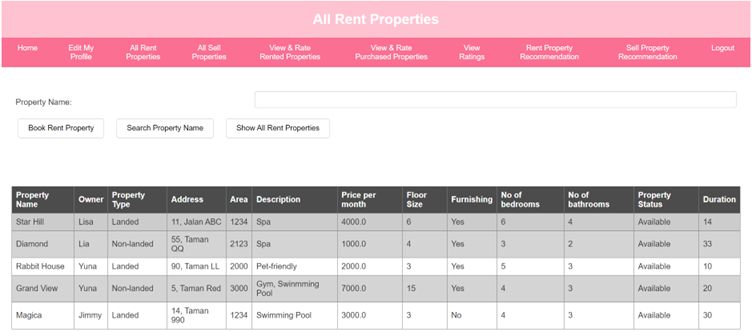 All Rent Properties
Home
Edit My
Profile
All Rent
Properties
All Sell
Properties
View & Rate
Rented Properties
View & Rate
Purchased Properties
View
Ratings
Rent Property
Recommendation
Sell Property
Recommendation
Logout
Property Name:
Book Rent Property
Search Property Name
Show All Rent Properties
Property Name Owner Property Type Address Area Description Price per month Floor Size Furnishing No of bedrooms No of bathrooms Property Status Duration
Star Hill Lisa Landed 11, Jalan ABC 1234 Spa 4000.0 6 Yes 6 4 Available 14
Diamond Lia Non-landed 55, Taman QQ 2123 Spa 1000.0 4 Yes 3 2 Available 33
Rabbit House Yuna Landed 90, Taman LL 2000 Pet-friendly 2000.0 3 Yes 5 3 Available 10
Grand View Yuna Non-landed 5, Taman Red 3000 Gym, Swinmming Pool 7000.0 15 Yes 4 3 Available 20
Magica Jimmy Landed 14, Taman 990 1234 Swimming Pool 3000.0 3 No 4 3 Available 30